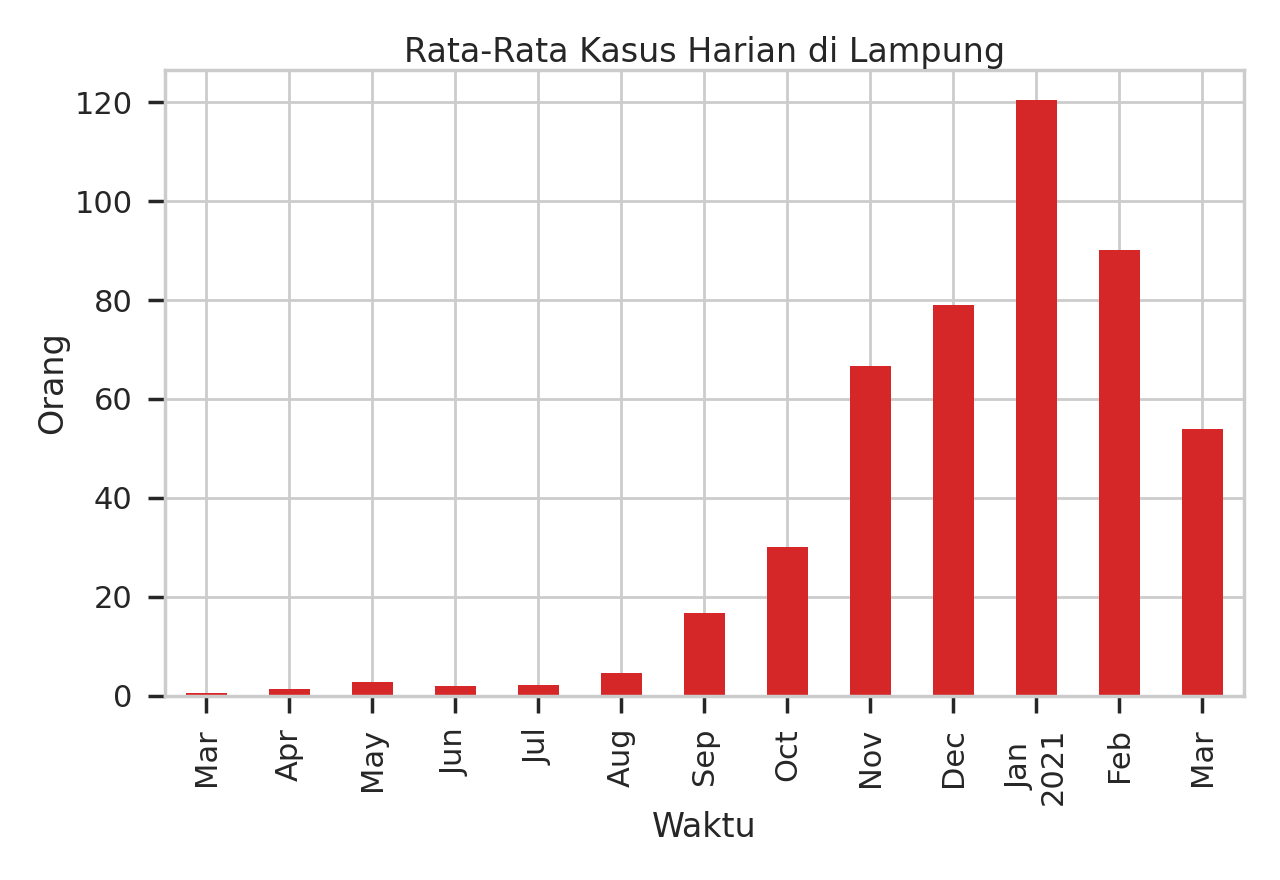 Rata-Rata Kasus Harian di Lampung
120
100
80
60
40
20
0
Orang
Mar
Apr
May
Jun
Jul
Aug
Sep
Oct
Nov
Dec
Jan
2021
Feb
Mar
Waktu